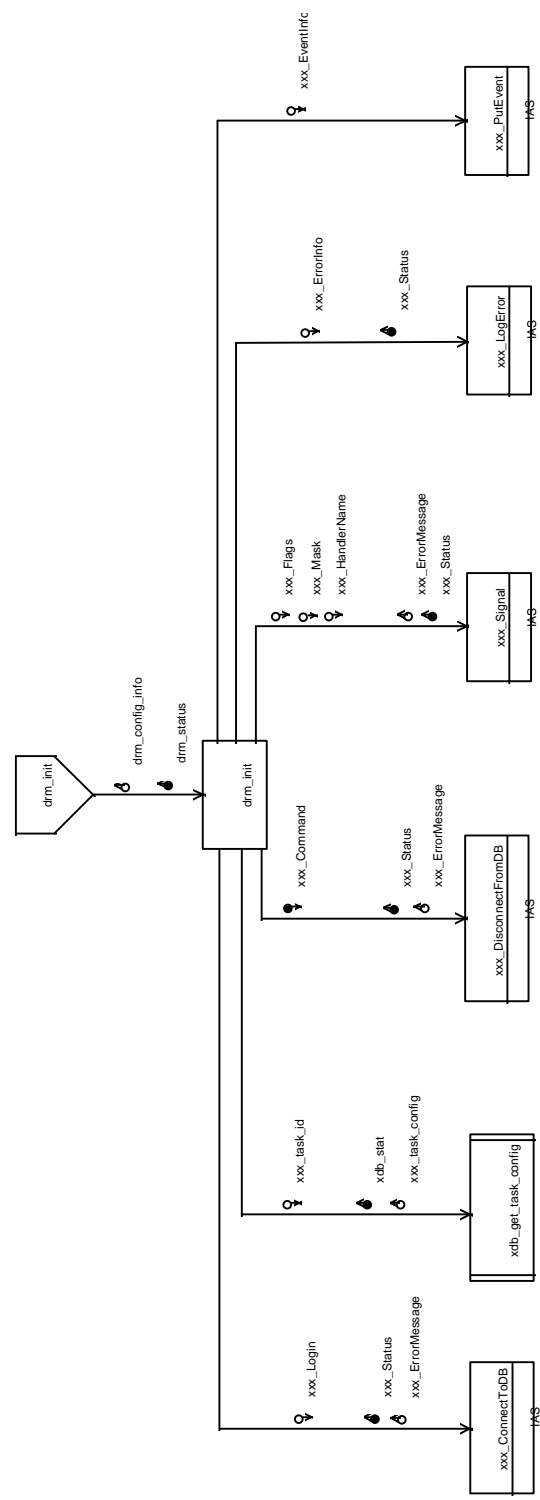 drm_init
drm_config_info
drm_status
drm_init
xxx_Login
xxx_Status
xxx_ErrorMessage
xxx_ConnectToDB
IAS
xxx_task_id
xdb_stat
xxx_task_config
xdb_get_task_config
xxx_Command
xxx_Status
xxx_ErrorMessage
xxx_DisconnectFromDB
IAS
xxx_Flags
xxx_Mask
xxx_HandlerName
xxx_ErrorMessage
xxx_Status
xxx_Signal
IAS
xxx_ErrorInfo
xxx_Status
xxx_LogError
IAS
xxx_EventInfo
xxx_PutEvent
IAS